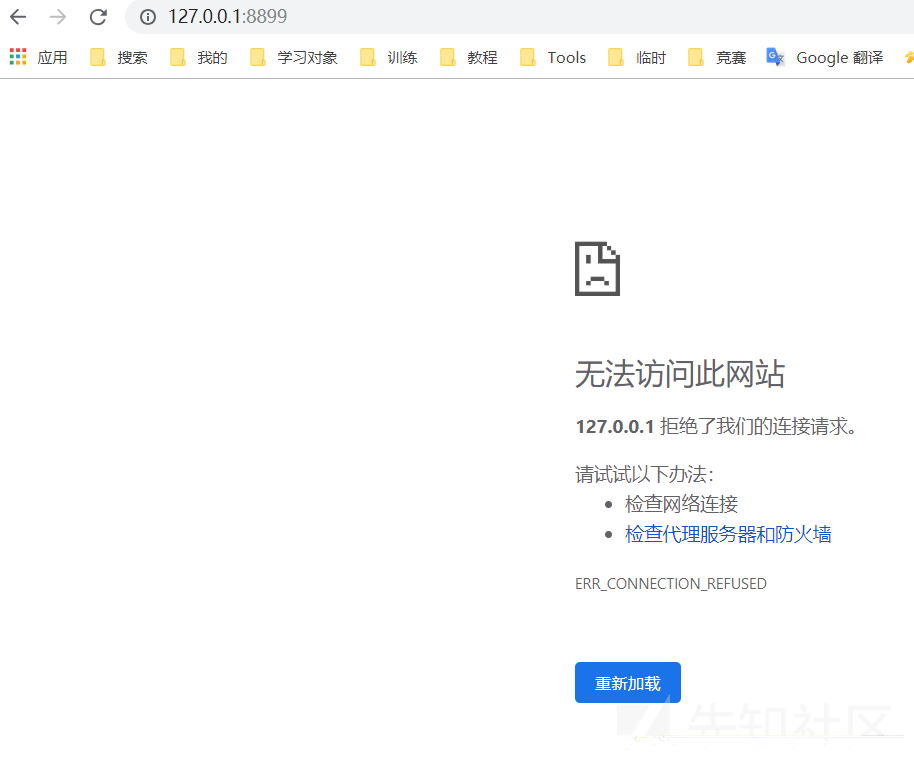 127.0.0.1:8899
应用 搜索 我的 学习对象 训练 教程 Tools 临时 竞赛 Google 翻译
无法访问此网站
127.0.0.1 拒绝了我们的连接请求。
请试试以下办法：
检查网络连接
检查代理服务器和防火墙
ERR_CONNECTION_REFUSED
重新加载
先知社区